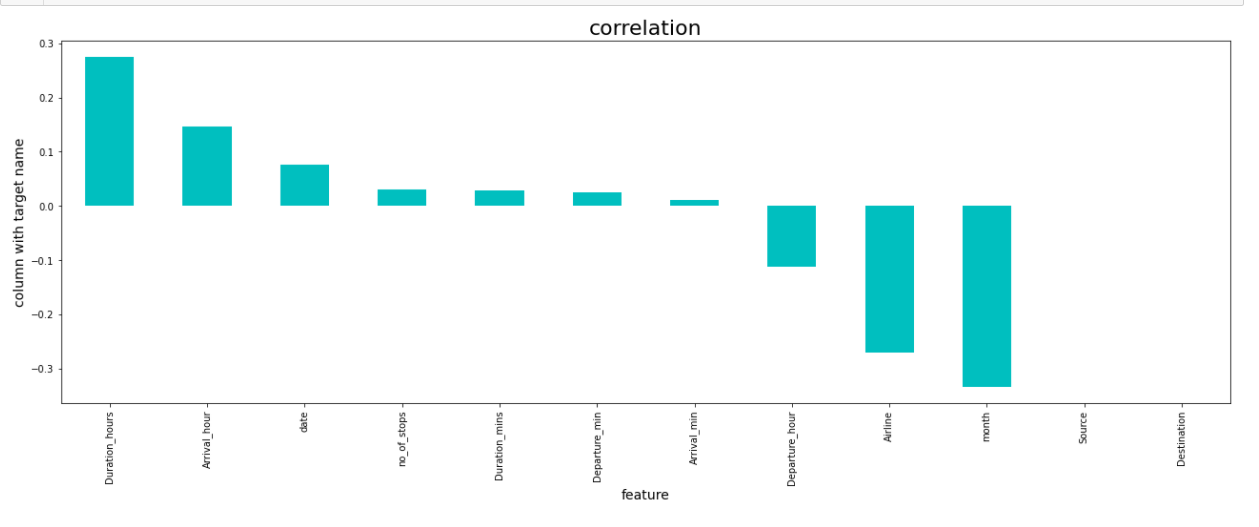 correlation
column with target name
0.3
0.2
0.1
0.0
−0.1
−0.2
−0.3
Duration_hours
Arrival_hour
date
no_of_stops
Duration_mins
Departure_min
Arrival_min
Departure_hour
Airline
month
Source
Destination
feature